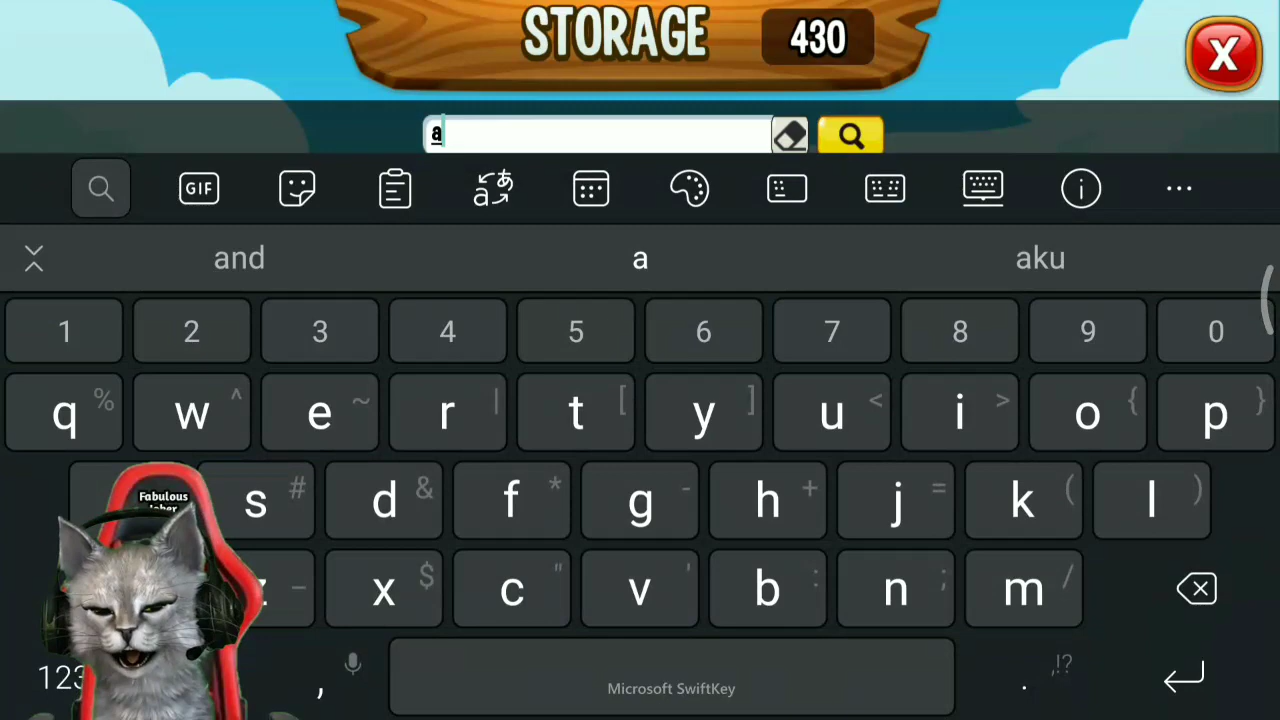 STORAGE 430
X
a
GIF
and a aku
1 2 3 4 5 6 7 8 9 0
q % w ^ e ~ r | t [ y ] u < i > o { p }
s # d & f * g - h + j = k ( l )
Fabulous
z _ x $ c " v ' b : n ; m /
123 , Microsoft SwiftKey . ,!?